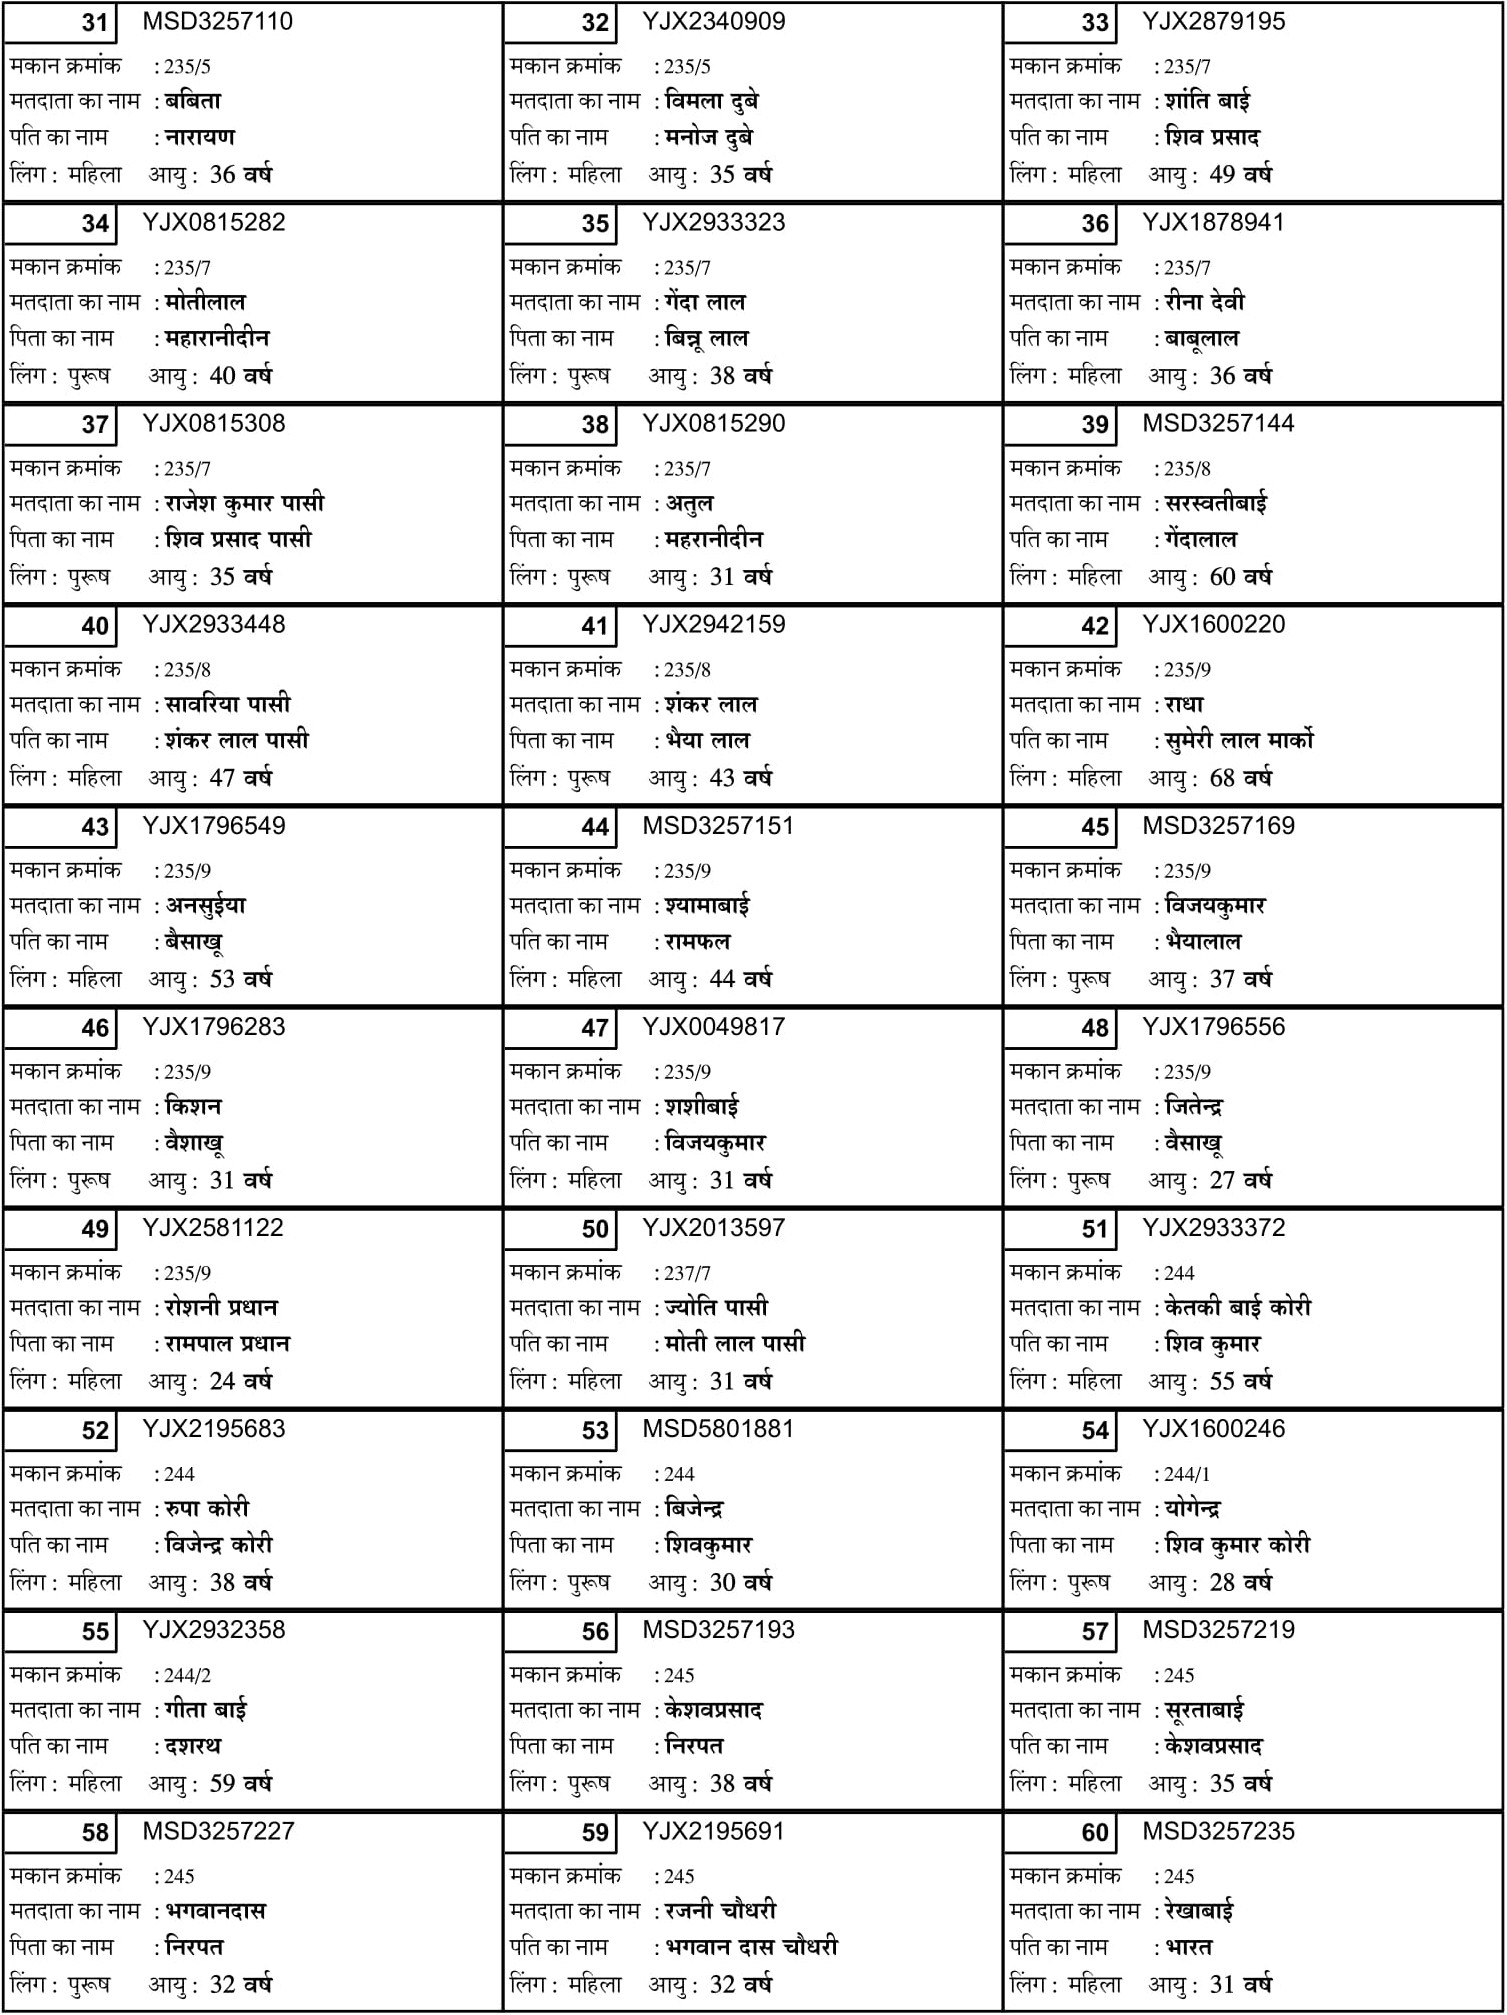 31 MSD3257110
मकान क्रमांक : 235/5
मतदाता का नाम : बबिता
पति का नाम : नारायण
लिंग : महिला आयु : 36 वर्ष
32 YJX2340909
मकान क्रमांक : 235/5
मतदाता का नाम : विमला दुबे
पति का नाम : मनोज दुबे
लिंग : महिला आयु : 35 वर्ष
33 YJX2879195
मकान क्रमांक : 235/7
मतदाता का नाम : शांति बाई
पति का नाम : शिव प्रसाद
लिंग : महिला आयु : 49 वर्ष
34 YJX0815282
मकान क्रमांक : 235/7
मतदाता का नाम : मोतीलाल
पिता का नाम : महारानीदीन
लिंग : पुरूष आयु : 40 वर्ष
35 YJX2933323
मकान क्रमांक : 235/7
मतदाता का नाम : गेंदा लाल
पिता का नाम : बिन्नू लाल
लिंग : पुरूष आयु : 38 वर्ष
36 YJX1878941
मकान क्रमांक : 235/7
मतदाता का नाम : रीना देवी
पति का नाम : बाबूलाल
लिंग : महिला आयु : 36 वर्ष
37 YJX0815308
मकान क्रमांक : 235/7
मतदाता का नाम : राजेश कुमार पासी
पिता का नाम : शिव प्रसाद पासी
लिंग : पुरूष आयु : 35 वर्ष
38 YJX0815290
मकान क्रमांक : 235/7
मतदाता का नाम : अतुल
पिता का नाम : महरानीदीन
लिंग : पुरूष आयु : 31 वर्ष
39 MSD3257144
मकान क्रमांक : 235/8
मतदाता का नाम : सरस्वतीबाई
पति का नाम : गेंदालाल
लिंग : महिला आयु : 60 वर्ष
40 YJX2933448
मकान क्रमांक : 235/8
मतदाता का नाम : सावरिया पासी
पति का नाम : शंकर लाल पासी
लिंग : महिला आयु : 47 वर्ष
41 YJX2942159
मकान क्रमांक : 235/8
मतदाता का नाम : शंकर लाल
पिता का नाम : भैया लाल
लिंग : पुरूष आयु : 43 वर्ष
42 YJX1600220
मकान क्रमांक : 235/9
मतदाता का नाम : राधा
पति का नाम : सुमेरी लाल मार्को
लिंग : महिला आयु : 68 वर्ष
43 YJX1796549
मकान क्रमांक : 235/9
मतदाता का नाम : अनसुईया
पति का नाम : बैसाखू
लिंग : महिला आयु : 53 वर्ष
44 MSD3257151
मकान क्रमांक : 235/9
मतदाता का नाम : श्यामाबाई
पति का नाम : रामफल
लिंग : महिला आयु : 44 वर्ष
45 MSD3257169
मकान क्रमांक : 235/9
मतदाता का नाम : विजयकुमार
पिता का नाम : भैयालाल
लिंग : पुरूष आयु : 37 वर्ष
46 YJX1796283
मकान क्रमांक : 235/9
मतदाता का नाम : किशन
पिता का नाम : वैशाखू
लिंग : पुरूष आयु : 31 वर्ष
47 YJX0049817
मकान क्रमांक : 235/9
मतदाता का नाम : शशीबाई
पति का नाम : विजयकुमार
लिंग : महिला आयु : 31 वर्ष
48 YJX1796556
मकान क्रमांक : 235/9
मतदाता का नाम : जितेन्द्र
पिता का नाम : वैसाखू
लिंग : पुरूष आयु : 27 वर्ष
49 YJX2581122
मकान क्रमांक : 235/9
मतदाता का नाम : रोशनी प्रधान
पिता का नाम : रामपाल प्रधान
लिंग : महिला आयु : 24 वर्ष
50 YJX2013597
मकान क्रमांक : 237/7
मतदाता का नाम : ज्योति पासी
पति का नाम : मोती लाल पासी
लिंग : महिला आयु : 31 वर्ष
51 YJX2933372
मकान क्रमांक : 244
मतदाता का नाम : केतकी बाई कोरी
पति का नाम : शिव कुमार
लिंग : महिला आयु : 55 वर्ष
52 YJX2195683
मकान क्रमांक : 244
मतदाता का नाम : रुपा कोरी
पति का नाम : विजेन्द्र कोरी
लिंग : महिला आयु : 38 वर्ष
53 MSD5801881
मकान क्रमांक : 244
मतदाता का नाम : बिजेन्द्र
पिता का नाम : शिवकुमार
लिंग : पुरूष आयु : 30 वर्ष
54 YJX1600246
मकान क्रमांक : 244/1
मतदाता का नाम : योगेन्द्र
पिता का नाम : शिव कुमार कोरी
लिंग : पुरूष आयु : 28 वर्ष
55 YJX2932358
मकान क्रमांक : 244/2
मतदाता का नाम : गीता बाई
पति का नाम : दशरथ
लिंग : महिला आयु : 59 वर्ष
56 MSD3257193
मकान क्रमांक : 245
मतदाता का नाम : केशवप्रसाद
पिता का नाम : निरपत
लिंग : पुरूष आयु : 38 वर्ष
57 MSD3257219
मकान क्रमांक : 245
मतदाता का नाम : सूरताबाई
पति का नाम : केशवप्रसाद
लिंग : महिला आयु : 35 वर्ष
58 MSD3257227
मकान क्रमांक : 245
मतदाता का नाम : भगवानदास
पिता का नाम : निरपत
लिंग : पुरूष आयु : 32 वर्ष
59 YJX2195691
मकान क्रमांक : 245
मतदाता का नाम : रजनी चौधरी
पति का नाम : भगवान दास चौधरी
लिंग : महिला आयु : 32 वर्ष
60 MSD3257235
मकान क्रमांक : 245
मतदाता का नाम : रेखाबाई
पति का नाम : भारत
लिंग : महिला आयु : 31 वर्ष